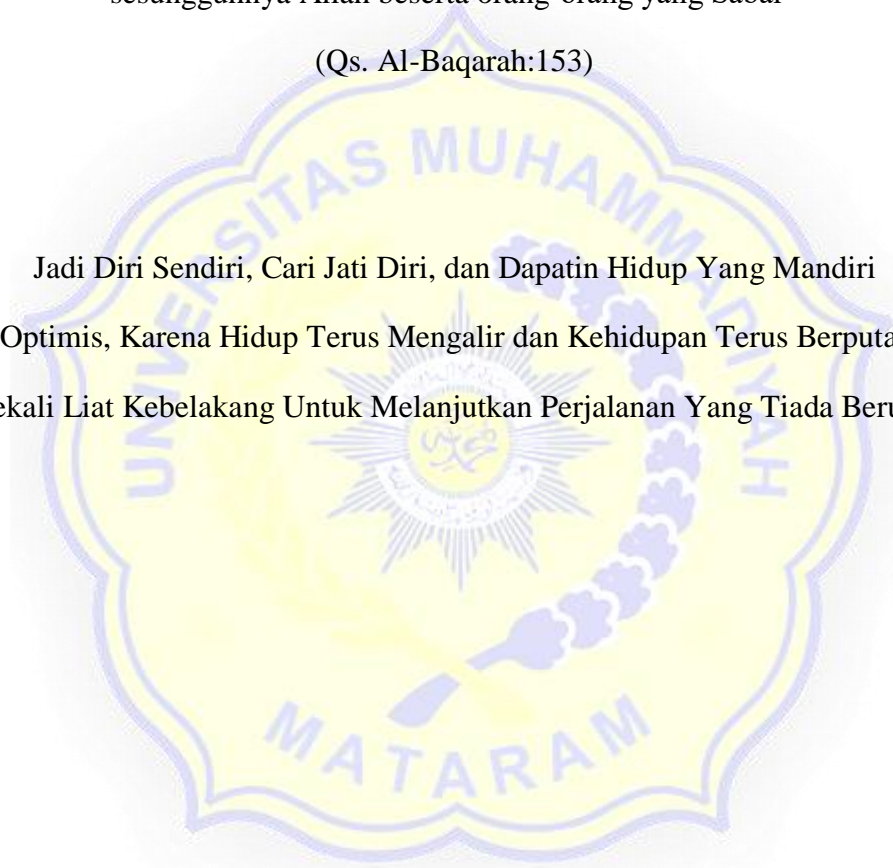 sesungguhnya Allah beserta orang-orang yang Sabar
(Qs. Al-Baqarah:153)
UNIVERSITAS MUHAMMADIYAH
Jadi Diri Sendiri, Cari Jati Diri, dan Dapatin Hidup Yang Mandiri
Optimis, Karena Hidup Terus Mengalir dan Kehidupan Terus Berputa
ekali Liat Kebelakang Untuk Melanjutkan Perjalanan Yang Tiada Beru
MATARAM